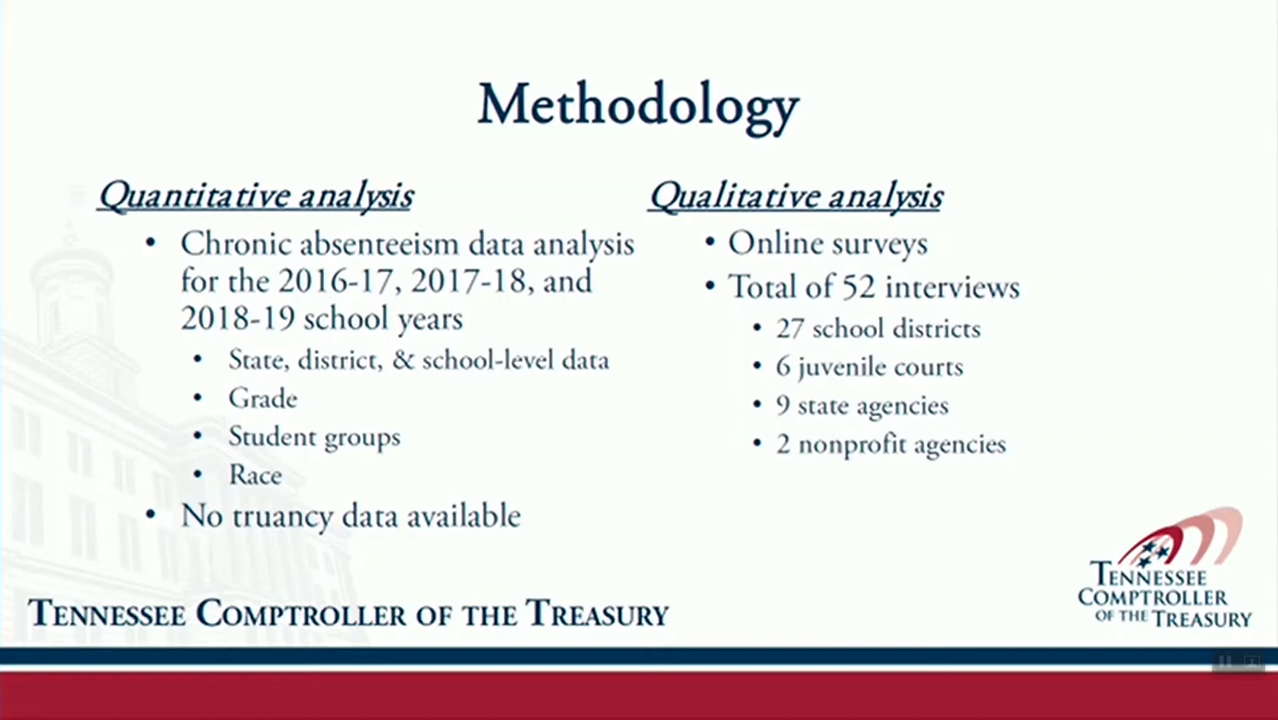 Methodology
Quantitative analysis
• Chronic absenteeism data analysis
for the 2016-17, 2017-18, and
2018-19 school years
• State, district, & school-level data
• Grade
• Student groups
• Race
• No truancy data available
Qualitative analysis
• Online surveys
• Total of 52 interviews
• 27 school districts
• 6 juvenile courts
• 9 state agencies
• 2 nonprofit agencies
TENNESSEE COMPTROLLER OF THE TREASURY
TENNESSEE
COMPTROLLER
OF THE TREASURY